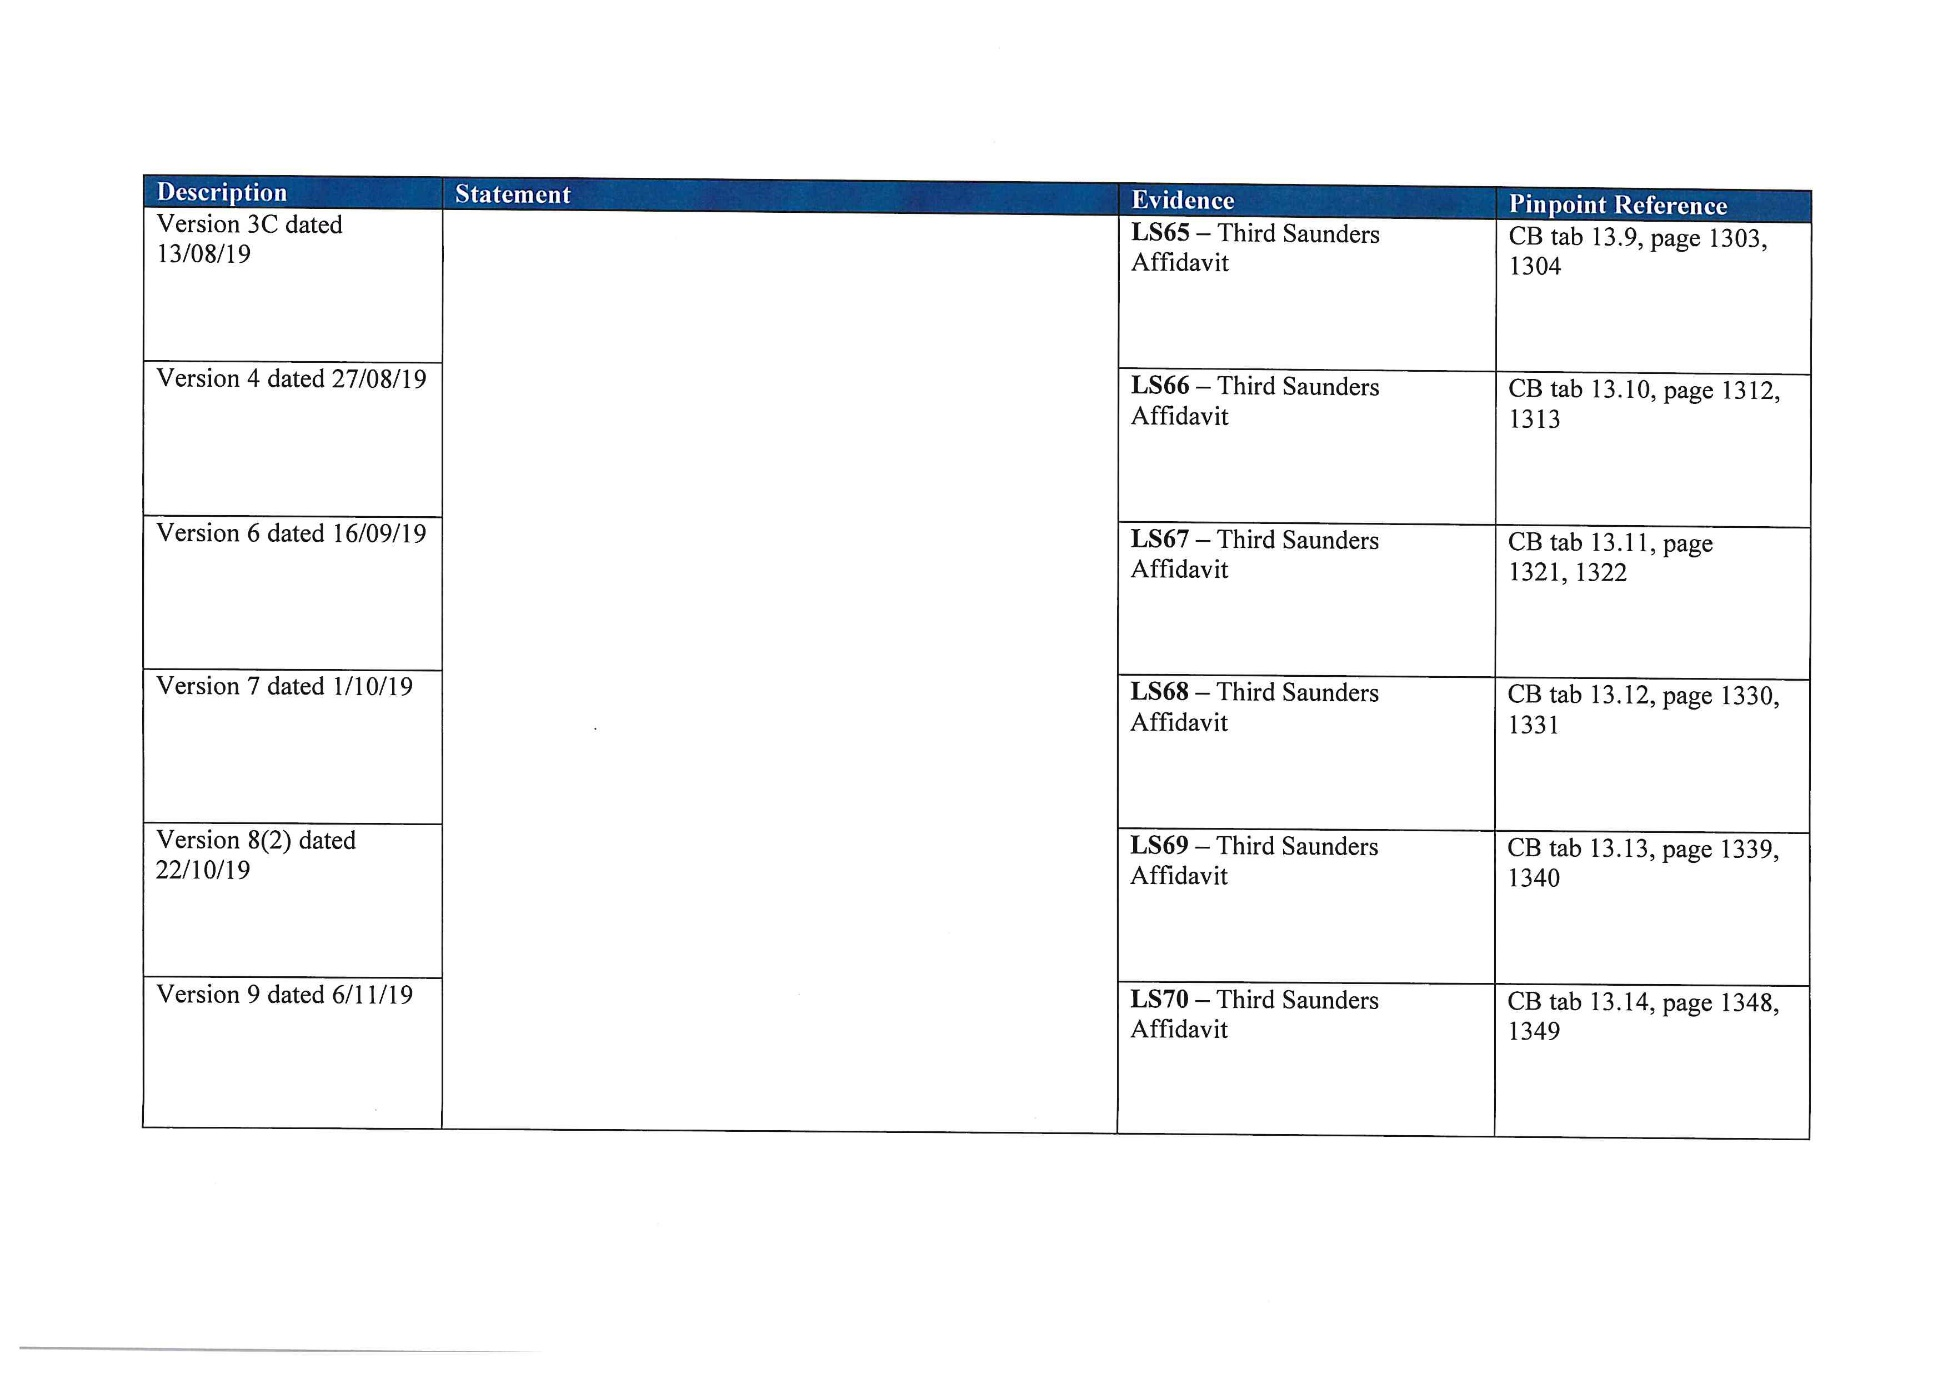 Description Statement Evidence Pinpoint Reference
Version 3C dated
13/08/19
LS65 – Third Saunders
Affidavit
CB tab 13.9, page 1303,
1304
Version 4 dated 27/08/19
LS66 – Third Saunders
Affidavit
CB tab 13.10, page 1312,
1313
Version 6 dated 16/09/19
LS67 – Third Saunders
Affidavit
CB tab 13.11, page
1321, 1322
Version 7 dated 1/10/19
LS68 – Third Saunders
Affidavit
CB tab 13.12, page 1330,
1331
Version 8(2) dated
22/10/19
LS69 – Third Saunders
Affidavit
CB tab 13.13, page 1339,
1340
Version 9 dated 6/11/19
LS70 – Third Saunders
Affidavit
CB tab 13.14, page 1348,
1349